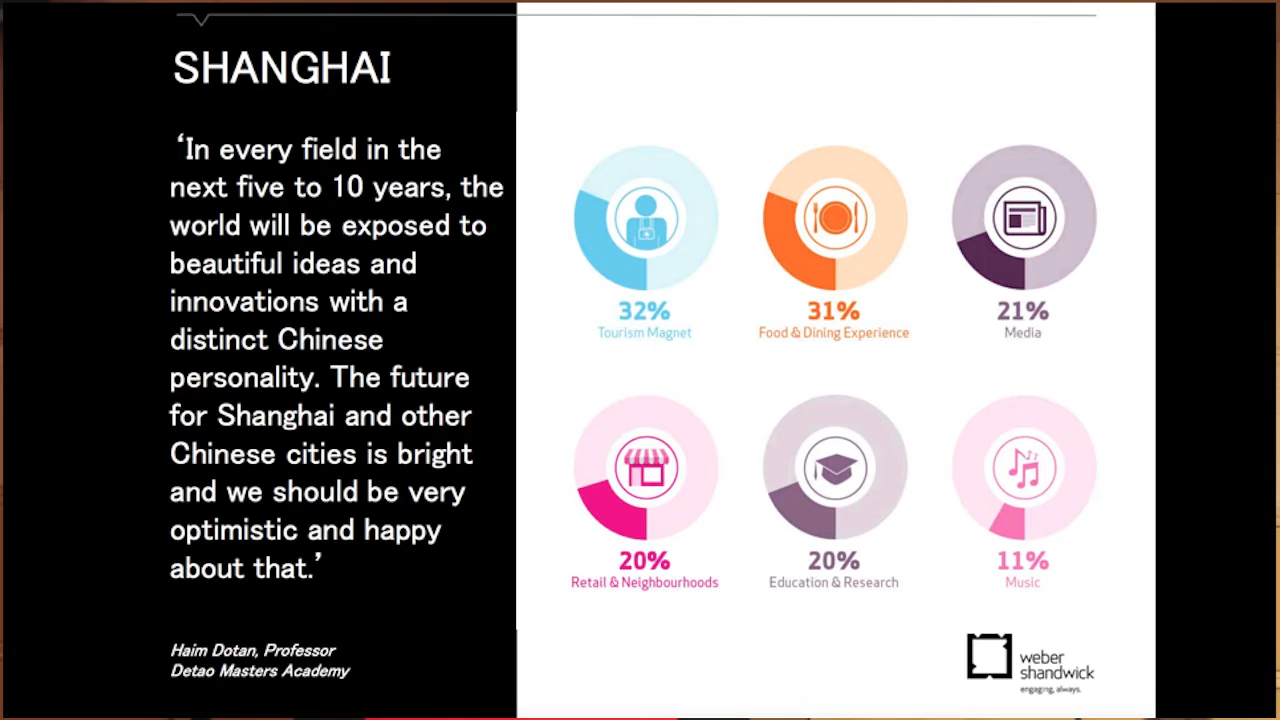 SHANGHAI
‘In every field in the
next five to 10 years, the
world will be exposed to
beautiful ideas and
innovations with a
distinct Chinese
personality. The future
for Shanghai and other
Chinese cities is bright
and we should be very
optimistic and happy
about that.’
Haim Dotan, Professor
Detao Masters Academy
32%
Tourism Magnet
31%
Food & Dining Experience
21%
Media
20%
Retail & Neighbourhoods
20%
Education & Research
11%
Music
weber
shandwick
engaging, always.